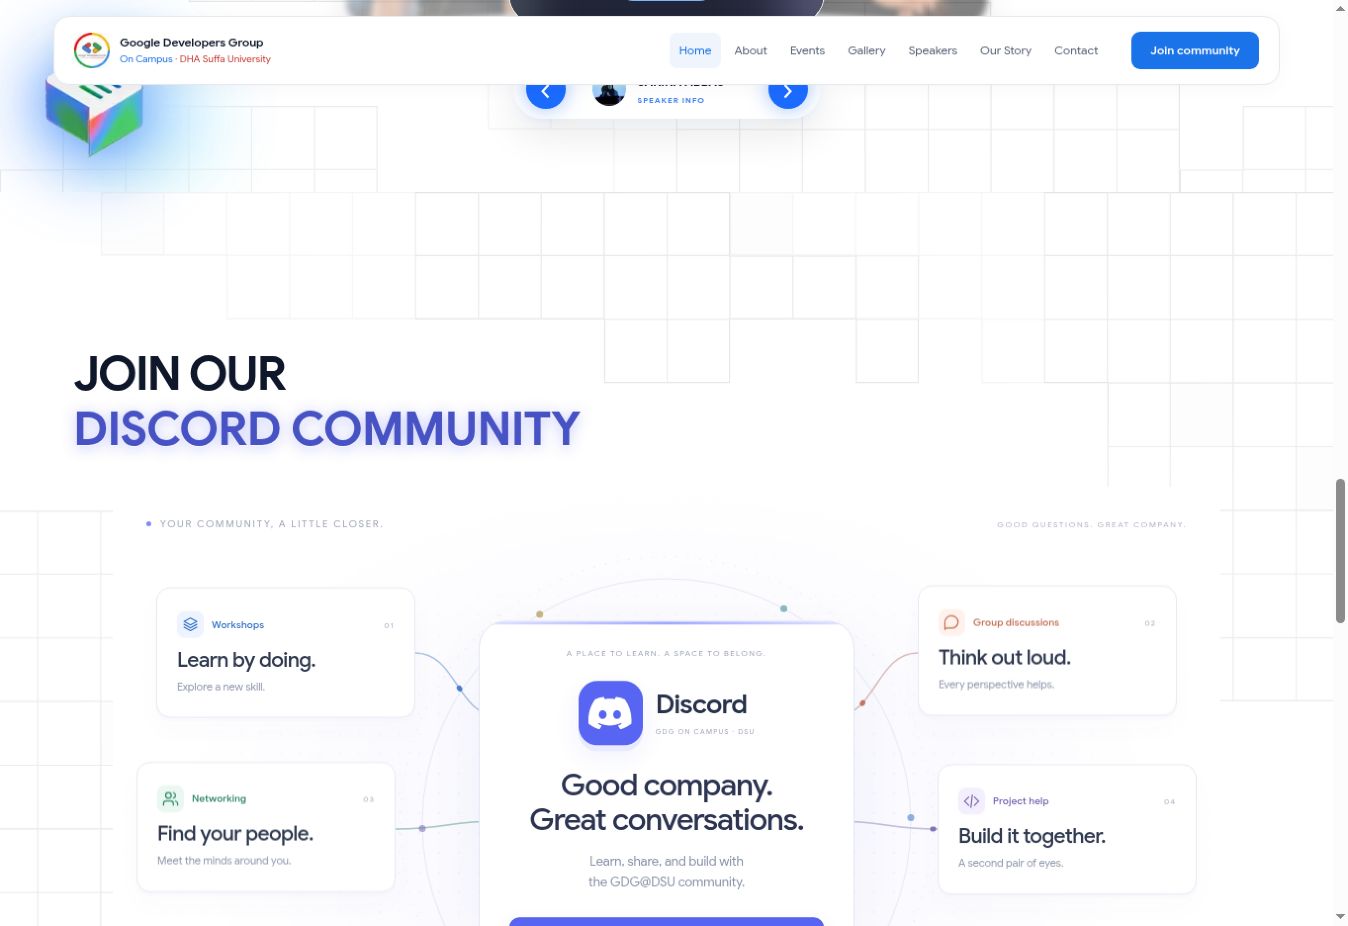 Google Developers Group
On Campus · DHA Suffa University
Home
About
Events
Gallery
Speakers
Our Story
Contact
Join community
SPEAKER INFO
JOIN OUR
DISCORD COMMUNITY
YOUR COMMUNITY, A LITTLE CLOSER.
GOOD QUESTIONS. GREAT COMPANY.
Workshops
01
Learn by doing.
Explore a new skill.
Group discussions
02
Think out loud.
Every perspective helps.
A PLACE TO LEARN. A SPACE TO BELONG.
Discord
GDG ON CAMPUS · DSU
Good company.
Great conversations.
Learn, share, and build with
the GDG@DSU community.
Networking
03
Find your people.
Meet the minds around you.
Project help
04
Build it together.
A second pair of eyes.